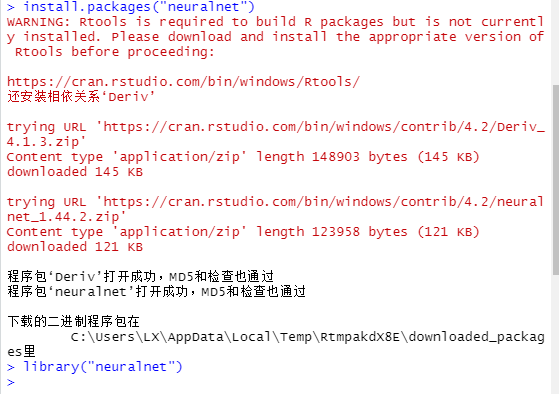 > install.packages("neuralnet")
WARNING: Rtools is required to build R packages but is not currentl
y installed. Please download and install the appropriate version of
 Rtools before proceeding:

https://cran.rstudio.com/bin/windows/Rtools/
还安装相依关系‘Deriv’

trying URL 'https://cran.rstudio.com/bin/windows/contrib/4.2/Deriv_
4.1.3.zip'
Content type 'application/zip' length 148903 bytes (145 KB)
downloaded 145 KB

trying URL 'https://cran.rstudio.com/bin/windows/contrib/4.2/neural
net_1.44.2.zip'
Content type 'application/zip' length 123958 bytes (121 KB)
downloaded 121 KB

程序包‘Deriv’打开成功，MD5和检查也通过
程序包‘neuralnet’打开成功，MD5和检查也通过

下载的二进制程序包在
        C:\Users\LX\AppData\Local\Temp\RtmpakdX8E\downloaded_packag
es里
> library("neuralnet")
>